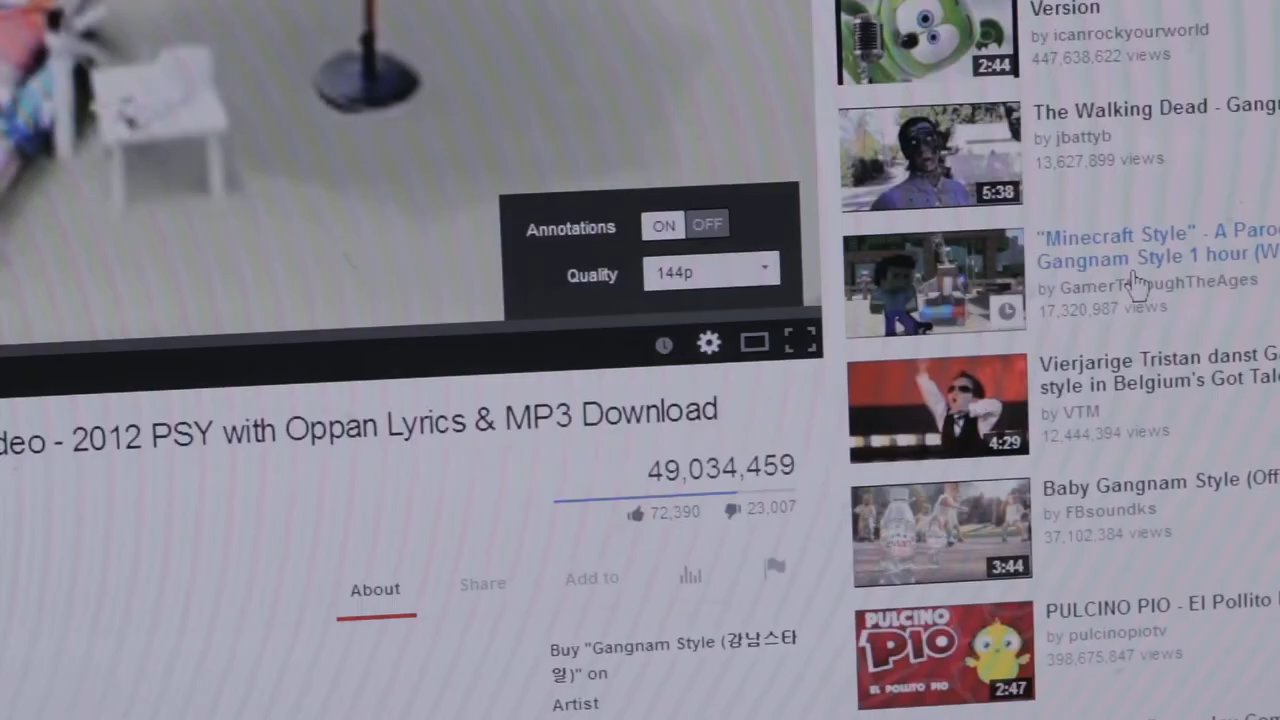 Annotations ON OFF
Quality 144p
deo - 2012 PSY with Oppan Lyrics & MP3 Download
49,034,459
72,390 23,007
About Share Add to
Buy "Gangnam Style (강남스타
일)" on
Artist
Version
by icanrockyourworld
447,638,622 views
2:44
The Walking Dead - Gang
by jbattyb
13,627,899 views
5:38
"Minecraft Style" - A Paro
Gangnam Style 1 hour (W
by GamerThroughTheAges
17,320,987 views
Vierjarige Tristan danst G
style in Belgium's Got Tal
by VTM
12,444,394 views
4:29
Baby Gangnam Style (Off
by FBsoundks
37,102,384 views
3:44
PULCINO PIO - El Pollito
by pulcinopiotv
398,675,847 views
PULCINO
PIO
EL POLLITO PIO
2:47